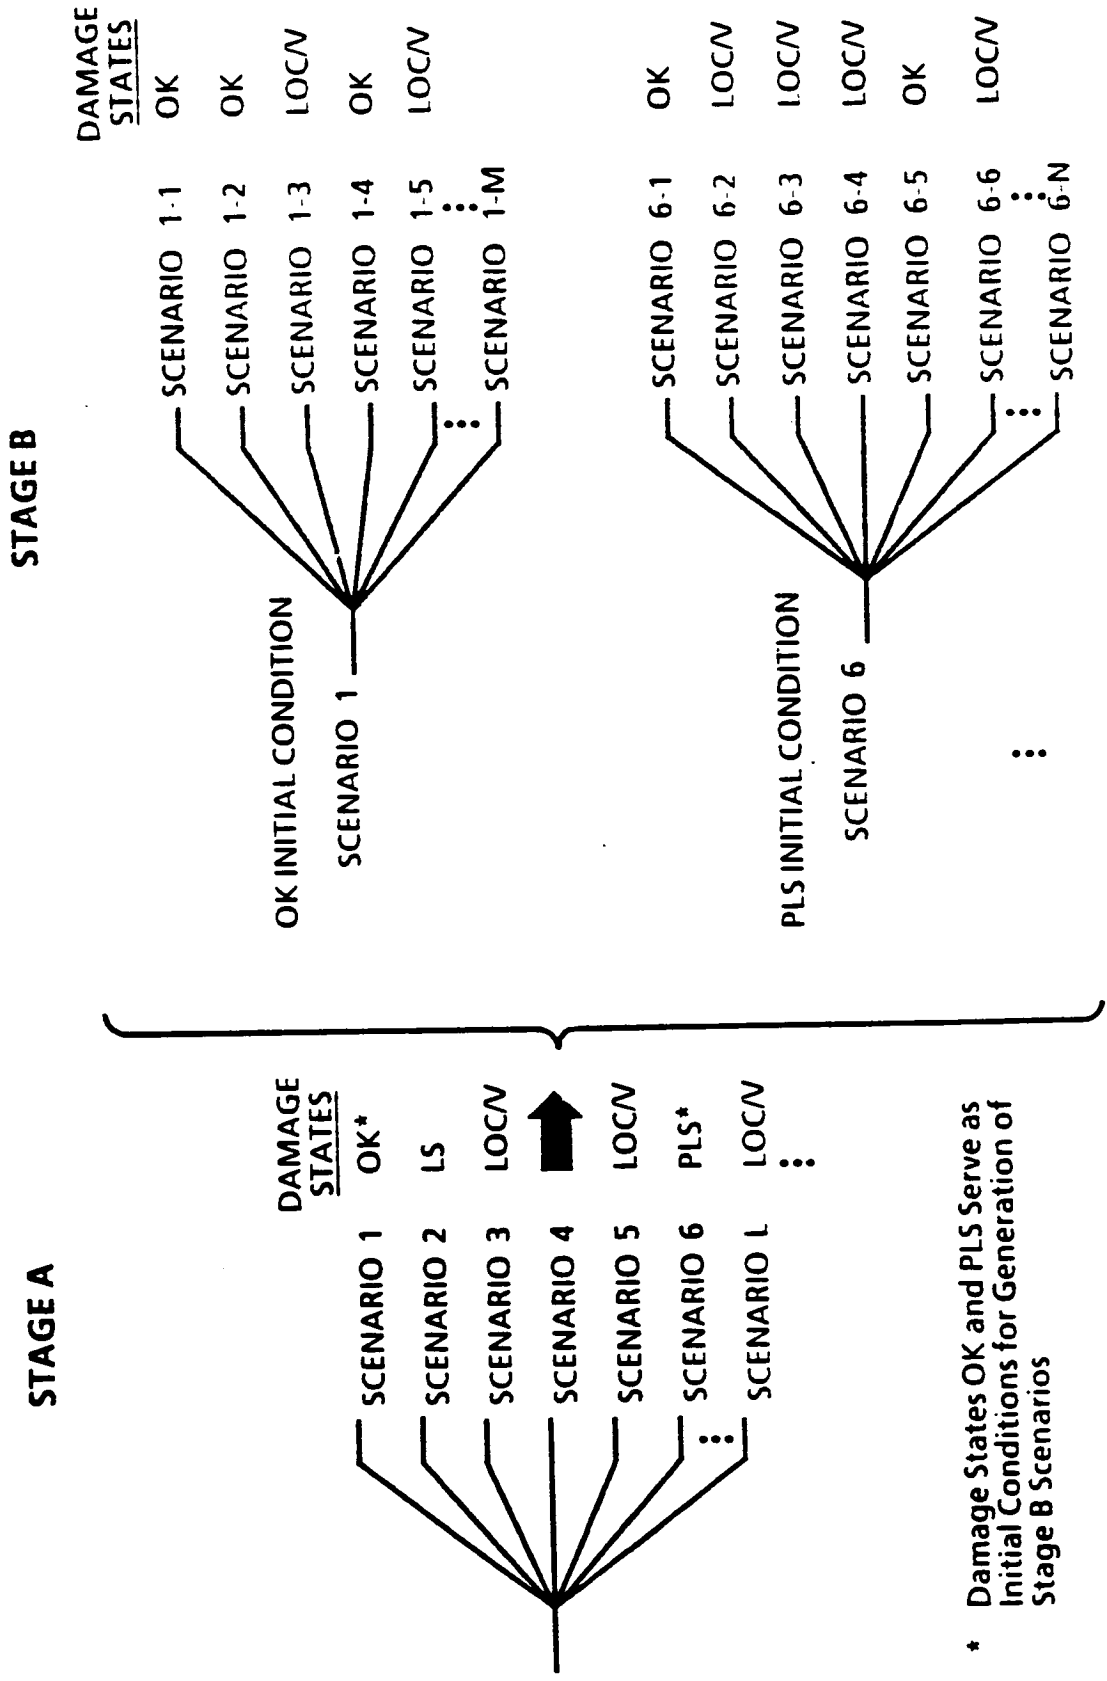 STAGE A
DAMAGE
STATES
SCENARIO 1 OK*
SCENARIO 2 LS
SCENARIO 3 LOC/V
SCENARIO 4
SCENARIO 5 LOC/V
SCENARIO 6 PLS*
SCENARIO L LOC/V
* Damage States OK and PLS Serve as
Initial Conditions for Generation of
Stage B Scenarios
STAGE B
DAMAGE
STATES
OK INITIAL CONDITION
SCENARIO 1
SCENARIO 1-1 OK
SCENARIO 1-2 OK
SCENARIO 1-3 LOC/V
SCENARIO 1-4 OK
SCENARIO 1-5 LOC/V
SCENARIO 1-M
PLS INITIAL CONDITION
SCENARIO 6
SCENARIO 6-1 OK
SCENARIO 6-2 LOC/V
SCENARIO 6-3 LOC/V
SCENARIO 6-4 LOC/V
SCENARIO 6-5 OK
SCENARIO 6-6 LOC/V
SCENARIO 6-N